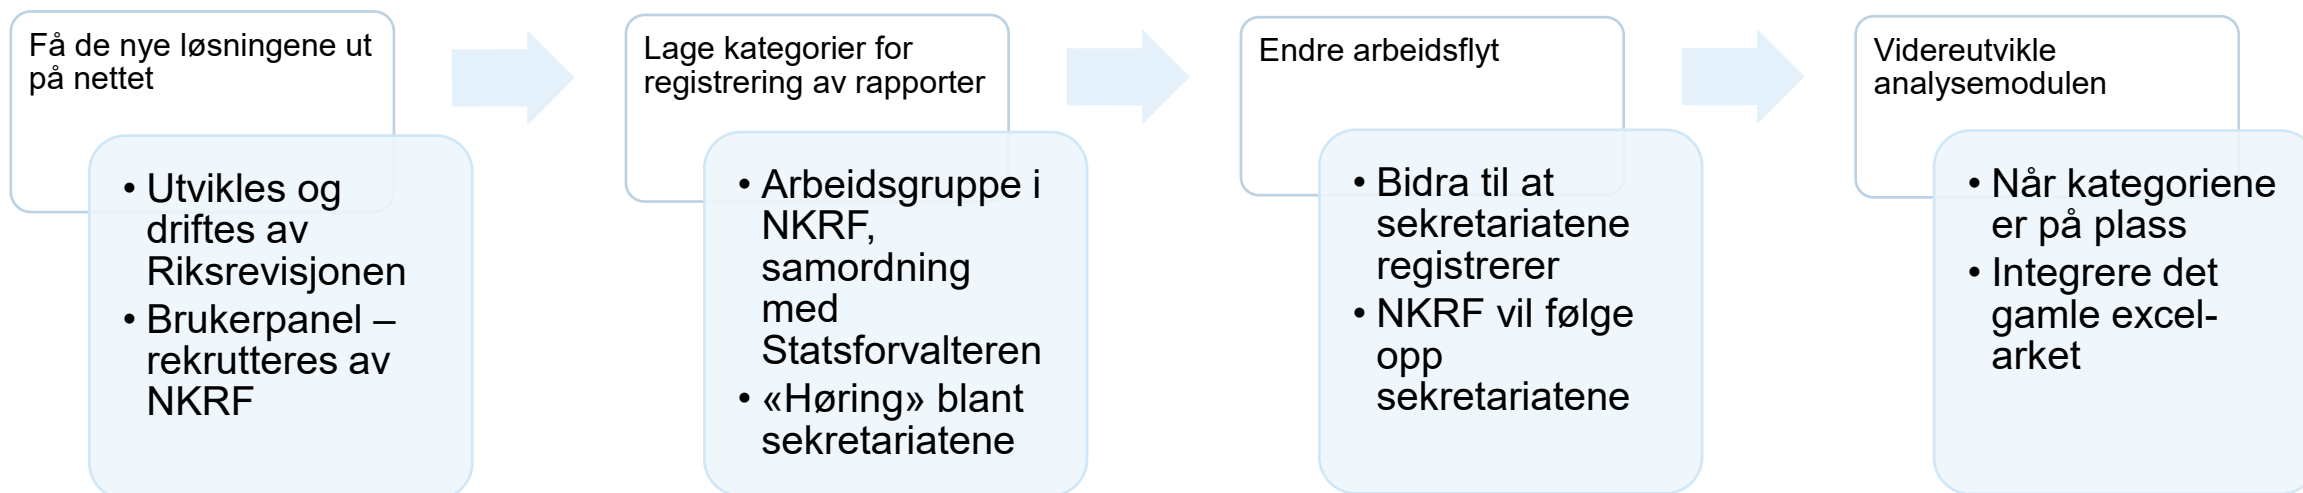 Få de nye løsningene ut
på nettet
• Utvikles og
driftes av
Riksrevisjonen
• Brukerpanel –
rekrutteres av
NKRF
Lage kategorier for
registrering av rapporter
• Arbeidsgruppe i
NKRF,
samordning
med
Statsforvalteren
• «Høring» blant
sekretariatene
Endre arbeidsflyt
• Bidra til at
sekretariatene
registrerer
• NKRF vil følge
opp
sekretariatene
Videreutvikle
analysemodulen
• Når kategoriene
er på plass
• Integrere det
gamle excel-
arket